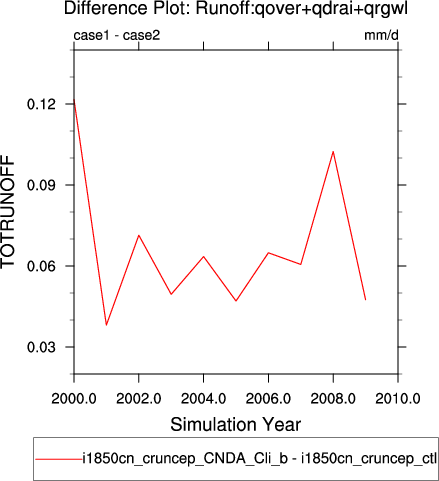 Difference Plot: Runoff:qover+qdrai+qrgwl
case1 - case2 mm/d
0.12
0.09
0.06
0.03
TOTRUNOFF
2000.0 2002.0 2004.0 2006.0 2008.0 2010.0
Simulation Year
i1850cn_cruncep_CNDA_Cli_b - i1850cn_cruncep_ctl